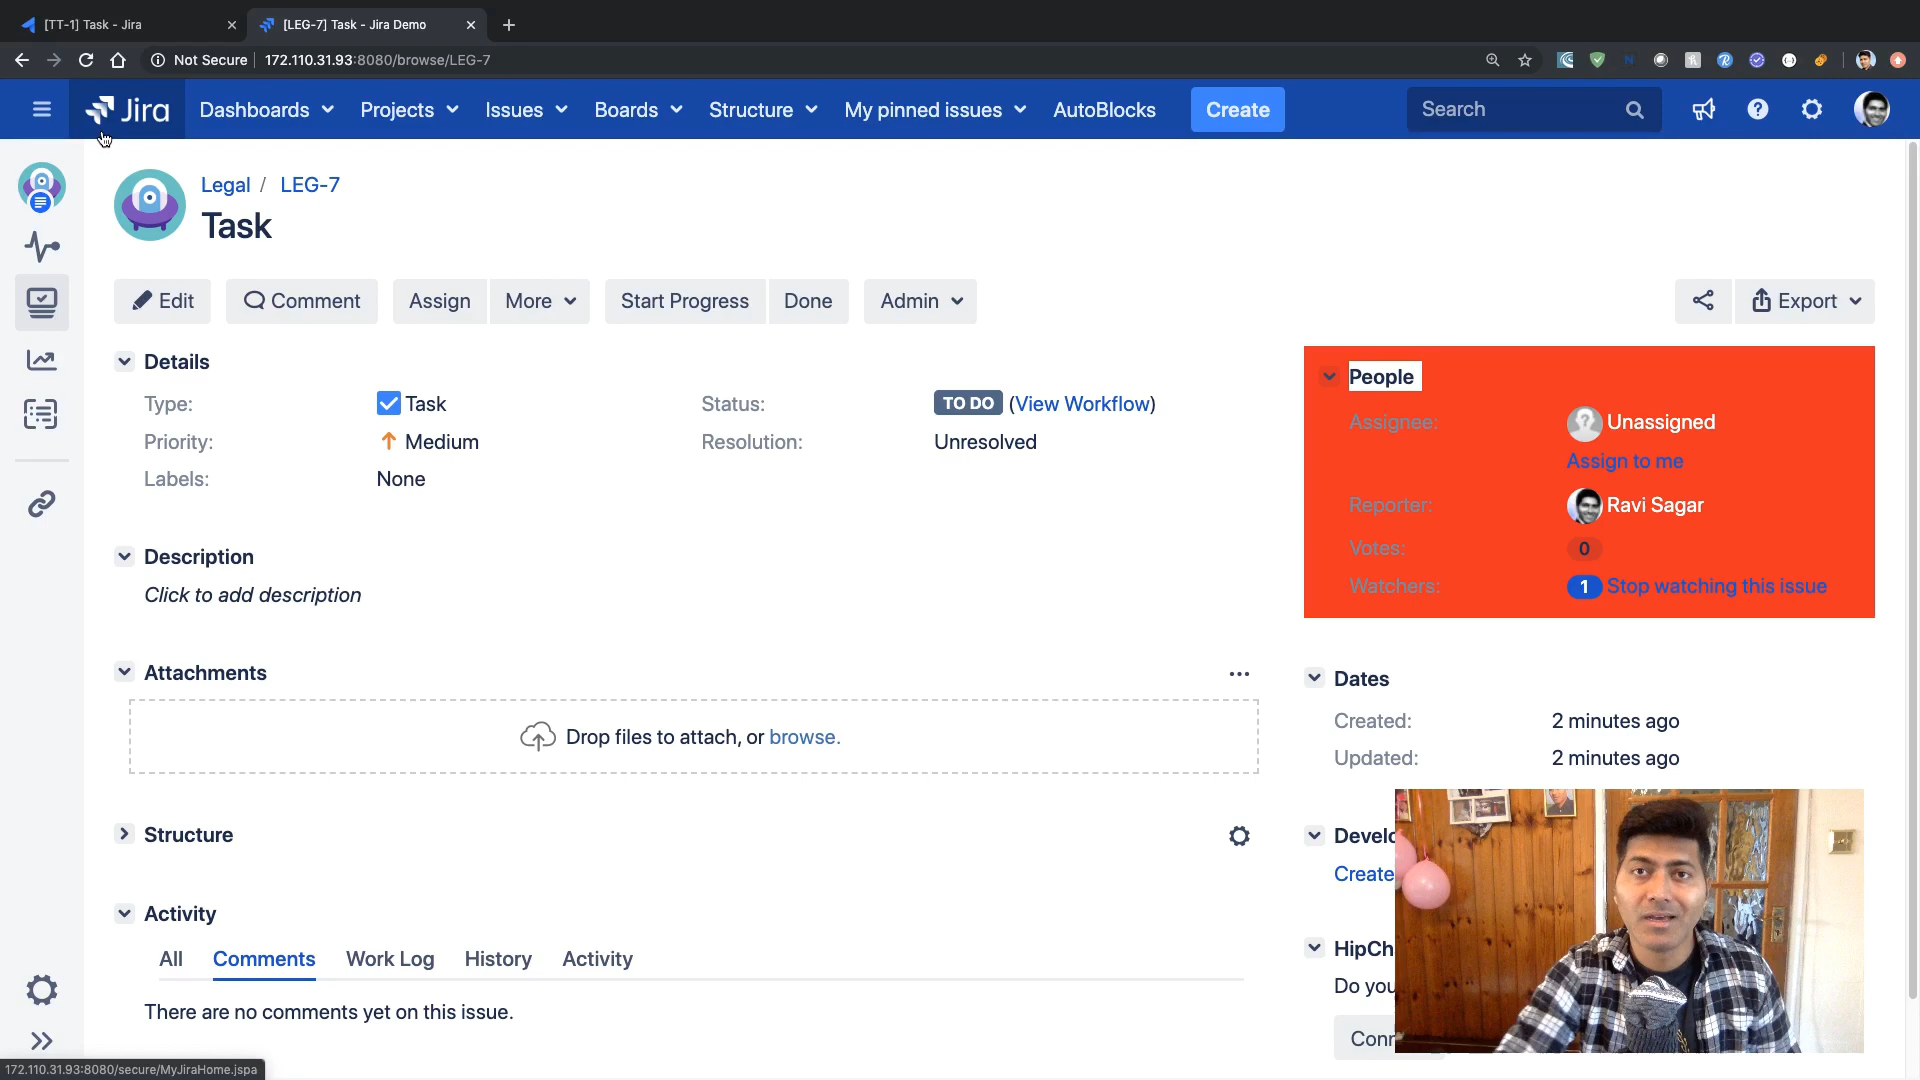 [TT-1] Task - Jira
[LEG-7] Task - Jira Demo
Not Secure
172.110.31.93:8080/browse/LEG-7
Jira
Dashboards
Projects
Issues
Boards
Structure
My pinned issues
AutoBlocks
Create
Search
Legal / LEG-7
Task
Edit
Comment
Assign
More
Start Progress
Done
Admin
Export
Details
Type: Task
Status: TO DO (View Workflow)
Priority: Medium
Resolution: Unresolved
Labels: None
People
Assignee: Unassigned
Assign to me
Reporter: Ravi Sagar
Votes: 0
Watchers: 1 Stop watching this issue
Description
Click to add description
Attachments
Drop files to attach, or browse.
Dates
Created: 2 minutes ago
Updated: 2 minutes ago
Structure
Develo
Create
Activity
All Comments Work Log History Activity
There are no comments yet on this issue.
HipCh
Do you
Conn
172.110.31.93:8080/secure/MyJiraHome.jspa